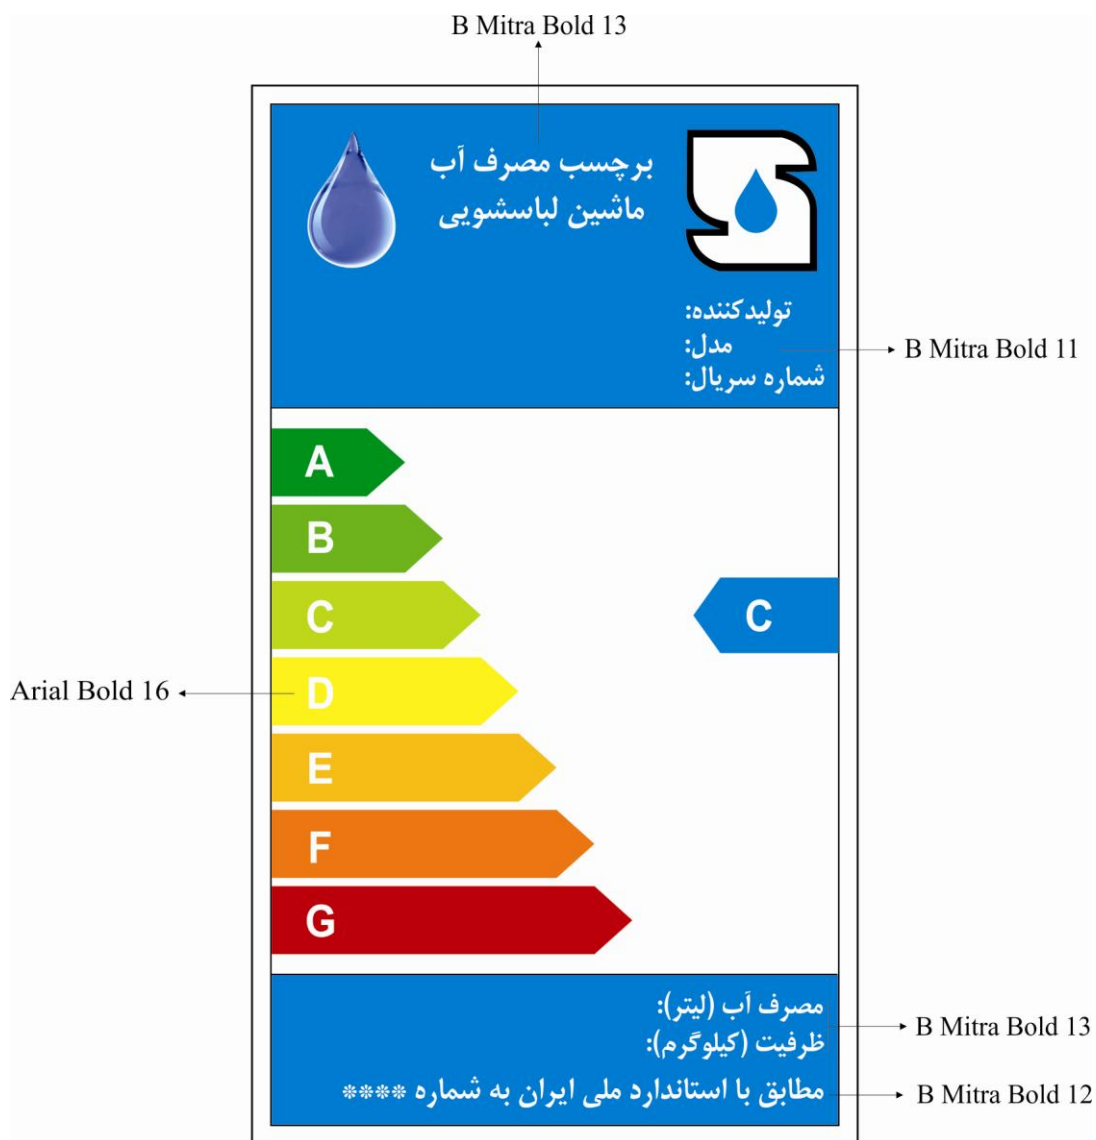 B Mitra Bold 13
برچسب مصرف آب
ماشین لباسشویی
تولیدکننده:
مدل:
B Mitra Bold 11
شماره سریال:
A
B
C
C
Arial Bold 16
D
E
F
G
مصرف آب (لیتر):
B Mitra Bold 13
ظرفیت (کیلوگرم):
مطابق با استاندارد ملی ایران به شماره ****
B Mitra Bold 12